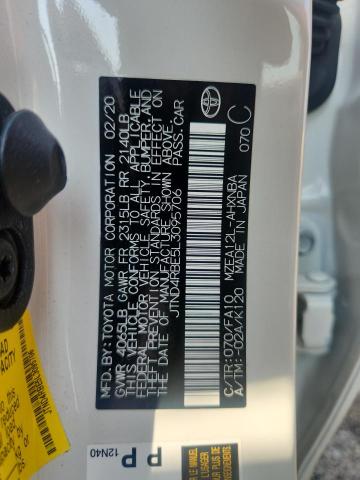 MFD.BY:TOYOTA MOTOR CORPORATION 02/20
GVWR 4065LB GAWR FR 2315LB RR 2140LB
THIS VEHICLE CONFORMS TO ALL APPLICABLE
FEDERAL MOTOR VEHICLE SAFETY, BUMPER, AND
THEFT PREVENTION STANDARDS IN EFFECT ON
THE DATE OF MANUFACTURE SHOWN ABOVE.
JTND4RBE5L3095706 PASS.CAR
C/TR:070/FA10 MZEA12L-AHXNBA
A/TM:-02A/K120 MADE IN JAPAN
070 C
P P
12N40